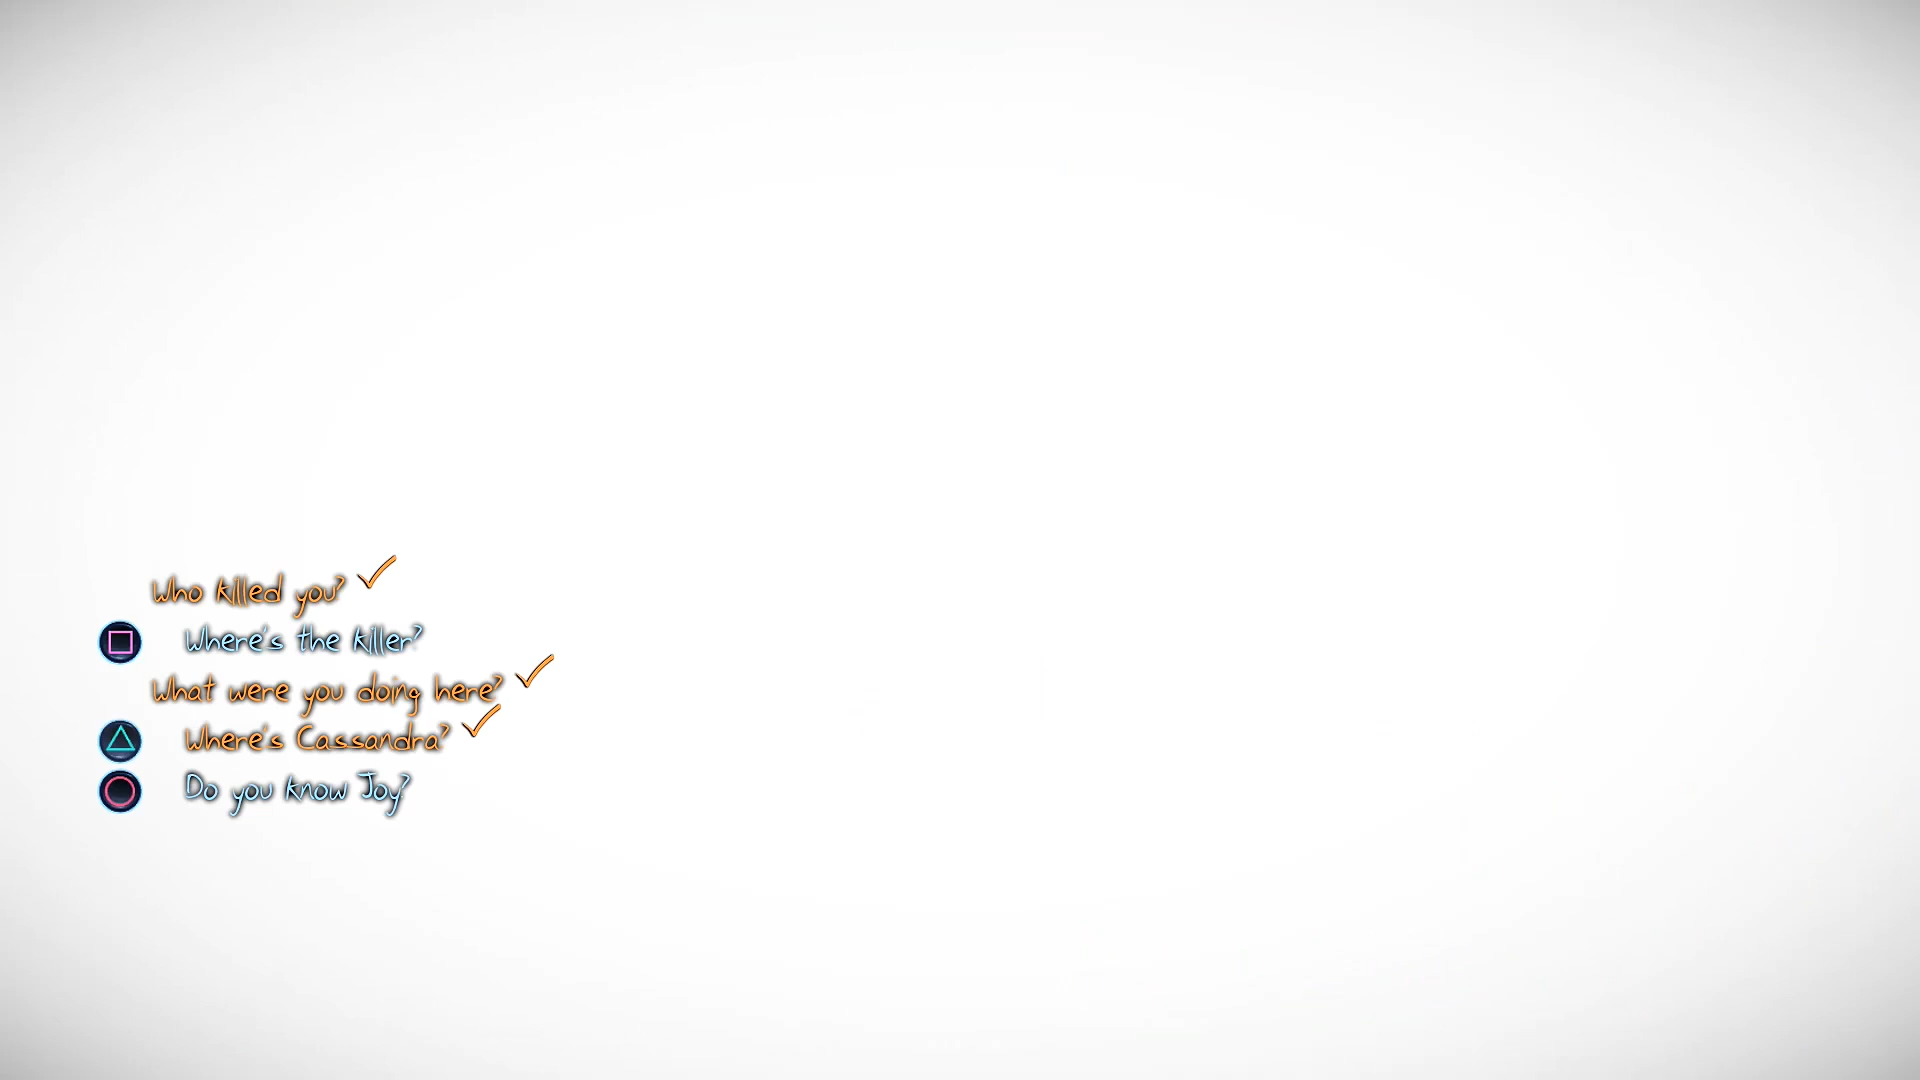 Who killed you?
Where's the killer?
What were you doing here?
Where's Cassandra?
Do you know Joy?